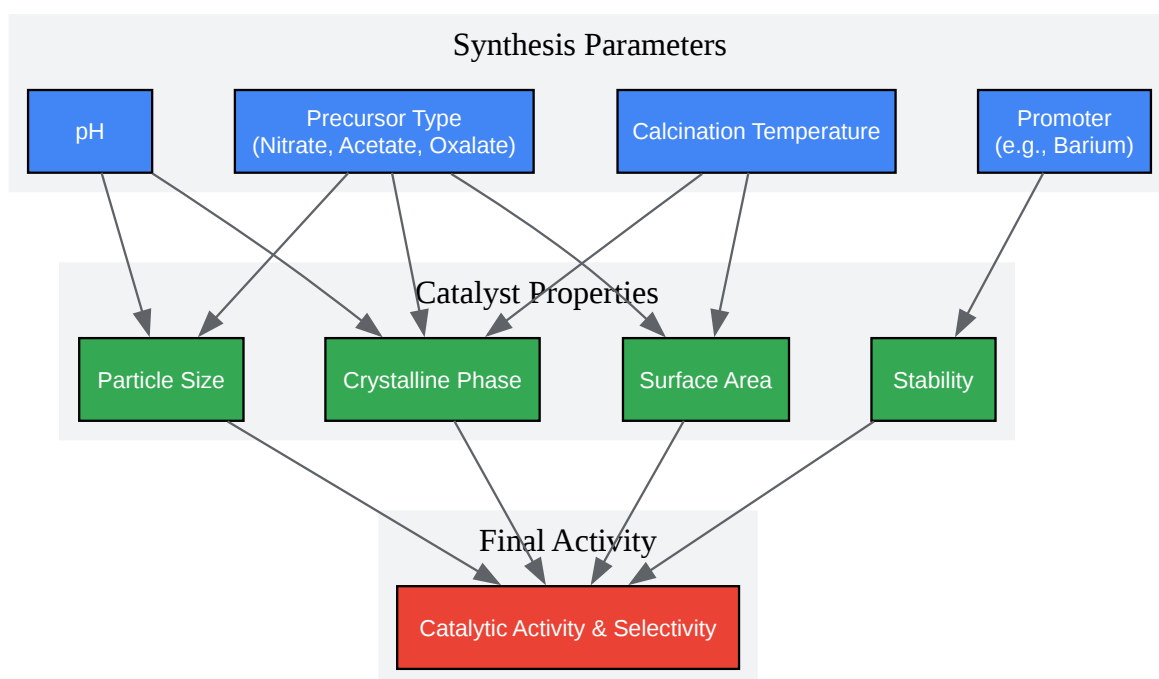 Synthesis Parameters
pH
Precursor Type
(Nitrate, Acetate, Oxalate)
Calcination Temperature
Promoter
(e.g., Barium)
Catalyst Properties
Particle Size
Crystalline Phase
Surface Area
Stability
Final Activity
Catalytic Activity & Selectivity